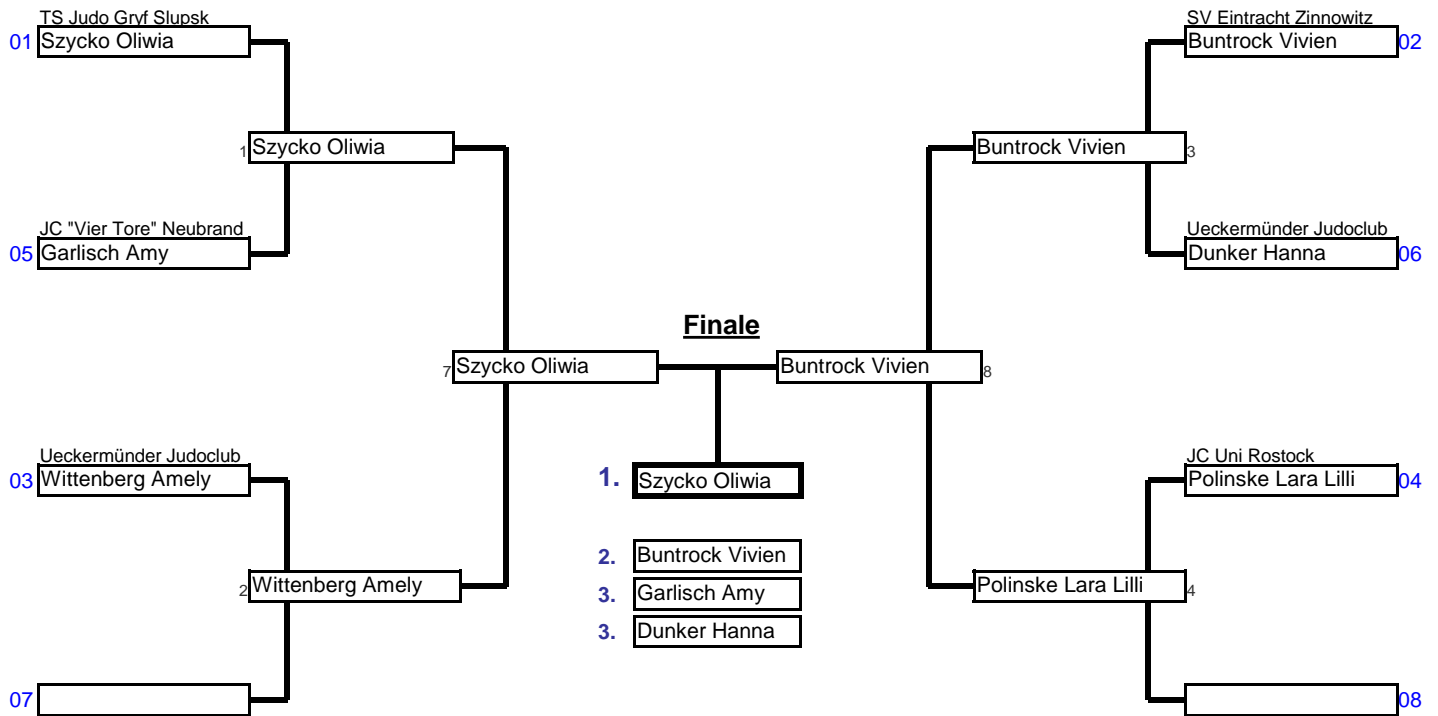 TS Judo Gryf Slupsk
01 Szycko Oliwia
SV Eintracht Zinnowitz
Buntrock Vivien 02
1 Szycko Oliwia
Buntrock Vivien 3
JC "Vier Tore" Neubrand
05 Garlisch Amy
Ueckermünder Judoclub
Dunker Hanna 06
Finale
7 Szycko Oliwia
Buntrock Vivien 8
Ueckermünder Judoclub
03 Wittenberg Amely
1. Szycko Oliwia
JC Uni Rostock
Polinske Lara Lilli 04
2. Buntrock Vivien
2 Wittenberg Amely
3. Garlisch Amy
Polinske Lara Lilli 4
3. Dunker Hanna
07
08